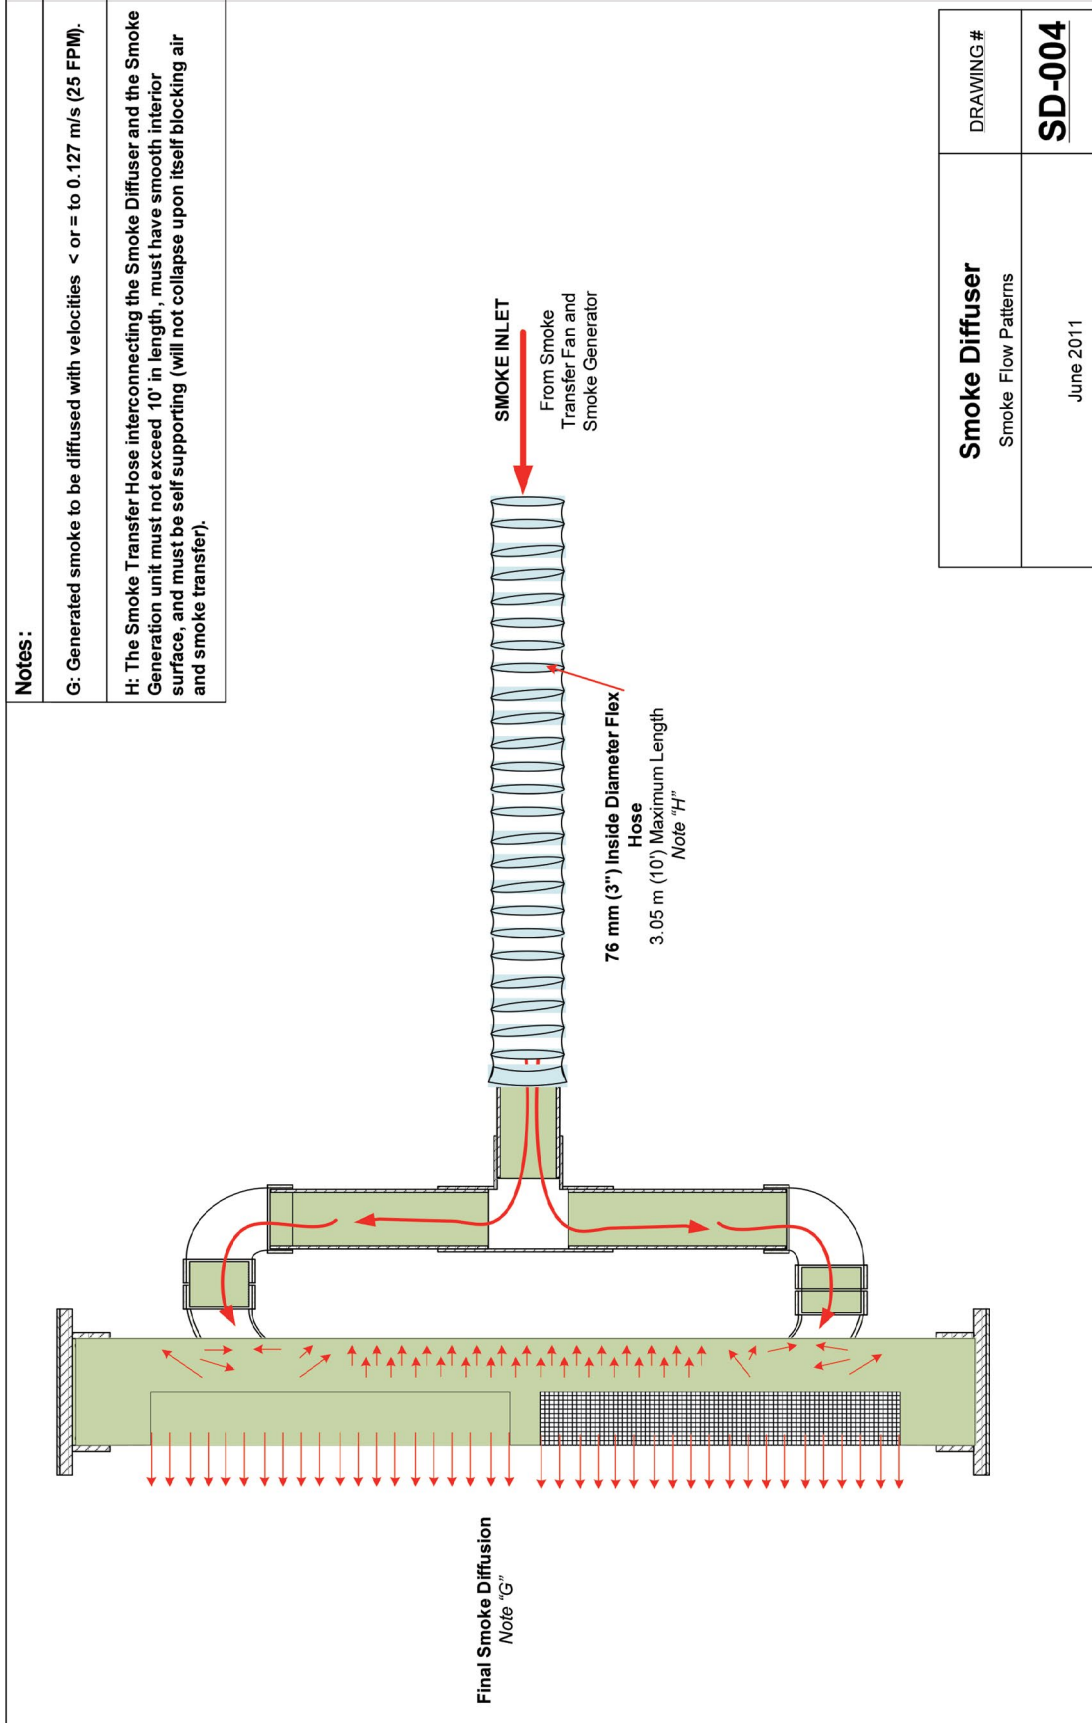 Notes:
G: Generated smoke to be diffused with velocities < or = to 0.127 m/s (25 FPM).
H: The Smoke Transfer Hose interconnecting the Smoke Diffuser and the Smoke
Generation unit must not exceed 10' in length, must have smooth interior
surface, and must be self supporting (will not collapse upon itself blocking air
and smoke transfer).
SMOKE INLET
From Smoke
Transfer Fan and
Smoke Generator
76 mm (3") Inside Diameter Flex
Hose
3.05 m (10') Maximum Length
Note "H"
Final Smoke Diffusion
Note "G"
Smoke Diffuser
Smoke Flow Patterns
June 2011
DRAWING #
SD-004